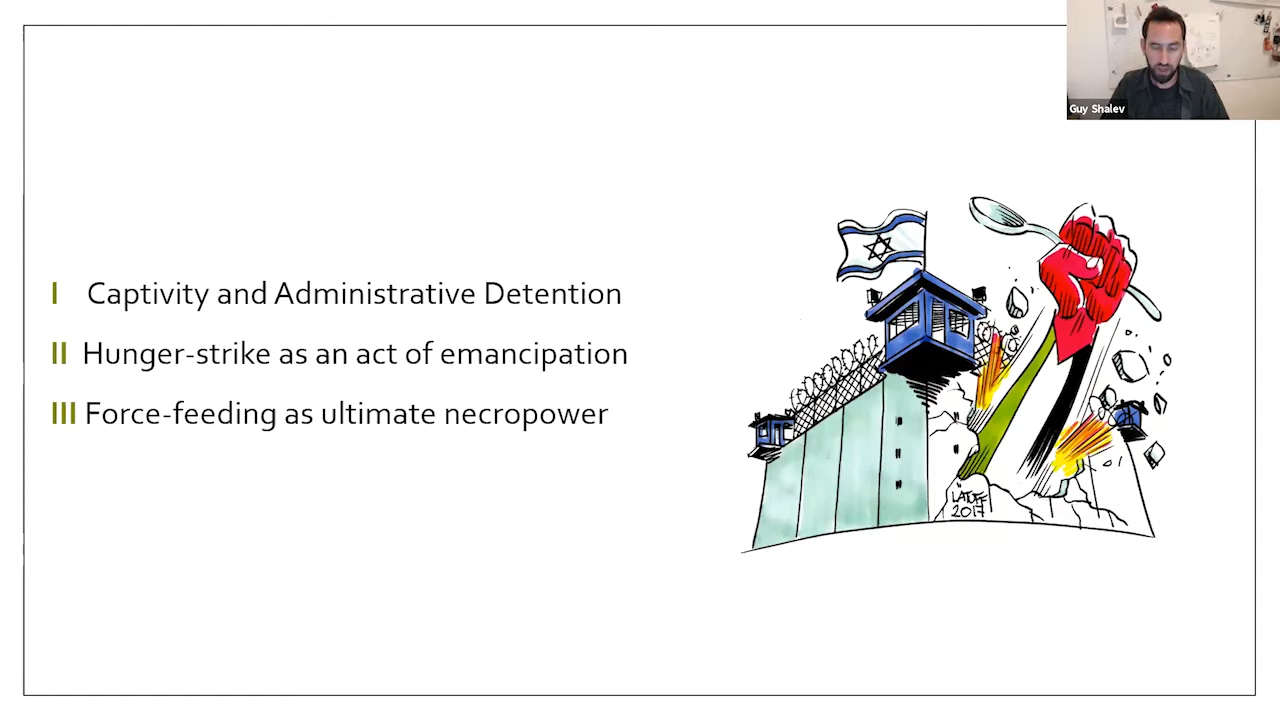 Guy Shalev
I Captivity and Administrative Detention
II Hunger-strike as an act of emancipation
III Force-feeding as ultimate necropower
LATUFF
2017